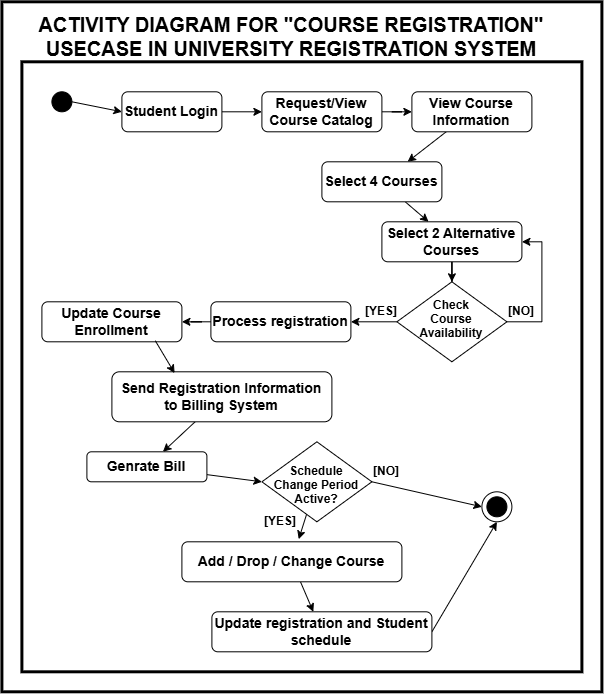 ACTIVITY DIAGRAM FOR "COURSE REGISTRATION"
USECASE IN UNIVERSITY REGISTRATION SYSTEM
Student Login
Request/View
Course Catalog
View Course
Information
Select 4 Courses
Select 2 Alternative
Courses
Check
Course
Availability
[YES]
[NO]
Process registration
Update Course
Enrollment
Send Registration Information
to Billing System
Genrate Bill
Schedule
Change Period
Active?
[NO]
[YES]
Add / Drop / Change Course
Update registration and Student
schedule